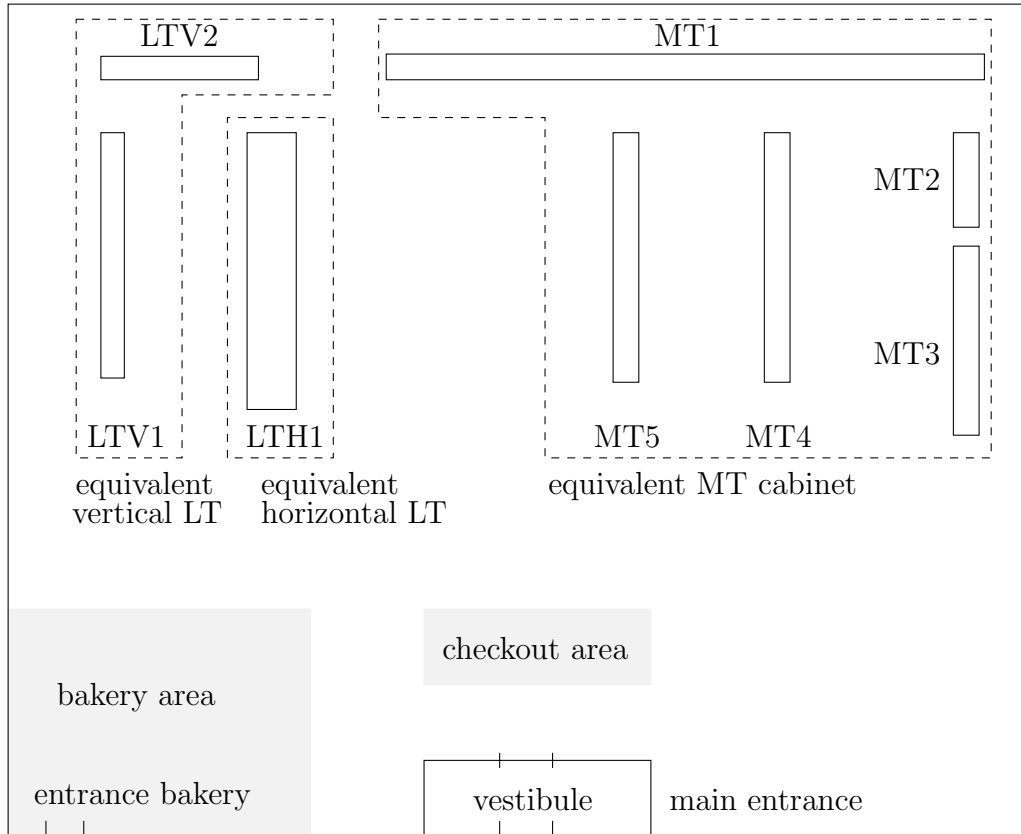 LTV2
MT1
MT2
MT3
LTV1
LTH1
MT5
MT4
equivalent
vertical LT
equivalent
horizontal LT
equivalent MT cabinet
checkout area
bakery area
entrance bakery
vestibule
main entrance